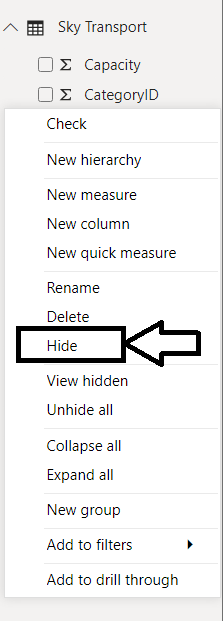 Sky Transport
Σ Capacity
Σ CategoryID
Check
New hierarchy
New measure
New column
New quick measure
Rename
Delete
Hide
View hidden
Unhide all
Collapse all
Expand all
New group
Add to filters
Add to drill through